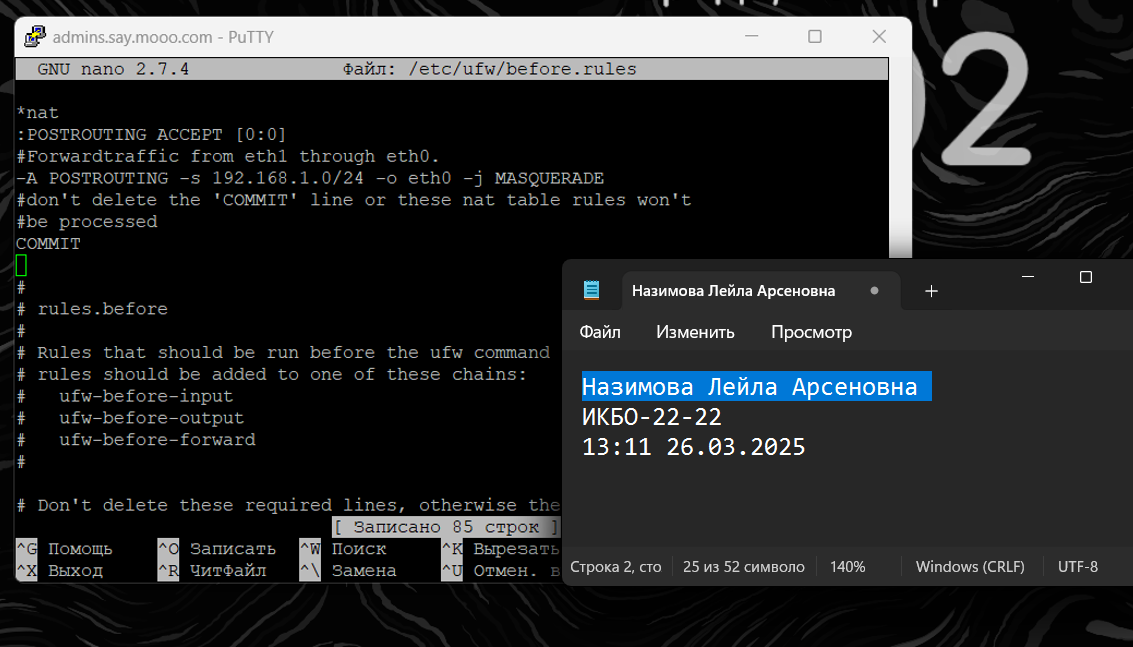 admins.say.mooo.com - PuTTY
GNU nano 2.7.4 Файл: /etc/ufw/before.rules
*nat
:POSTROUTING ACCEPT [0:0]
#Forwardtraffic from eth1 through eth0.
-A POSTROUTING -s 192.168.1.0/24 -o eth0 -j MASQUERADE
#don't delete the 'COMMIT' line or these nat table rules won't
#be processed
COMMIT
#
# rules.before
#
# Rules that should be run before the ufw command
# rules should be added to one of these chains:
#   ufw-before-input
#   ufw-before-output
#   ufw-before-forward
#
# Don't delete these required lines, otherwise the
[ Записано 85 строк ]
^G Помощь ^O Записать ^W Поиск ^K Вырезать
^X Выход ^R ЧитФайл ^\ Замена ^U Отмен. в
02
Назимова Лейла Арсеновна
Файл Изменить Просмотр
Назимова Лейла Арсеновна
ИКБО-22-22
13:11 26.03.2025
Строка 2, сто 25 из 52 символо 140% Windows (CRLF) UTF-8